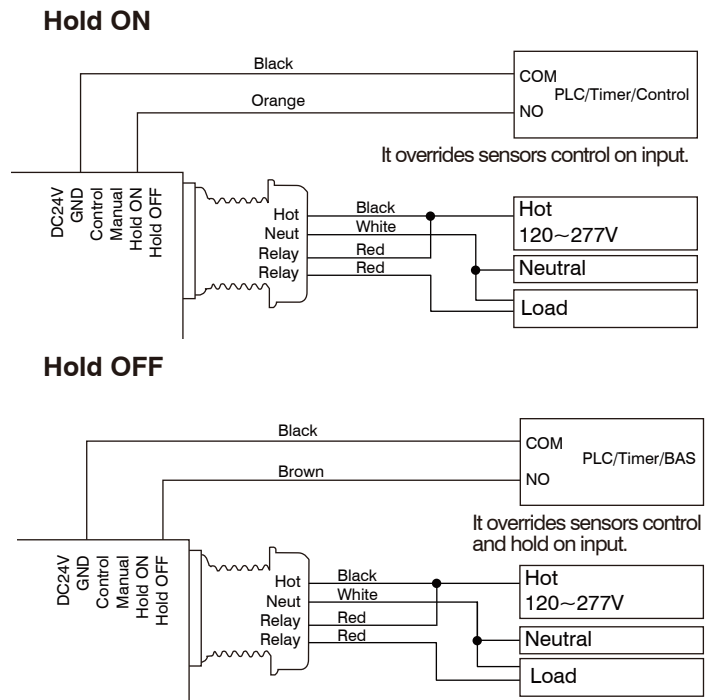 Hold ON
Black
COM
PLC/Timer/Control
Orange
NO
It overrides sensors control on input.
DC24V
GND
Control
Manual
Hold ON
Hold OFF
Hot
Black
Hot
120~277V
Neut
White
Relay
Red
Neutral
Relay
Red
Load
Hold OFF
Black
COM
PLC/Timer/BAS
Brown
NO
It overrides sensors control
and hold on input.
DC24V
GND
Control
Manual
Hold ON
Hold OFF
Hot
Black
Hot
120~277V
Neut
White
Relay
Red
Neutral
Relay
Red
Load